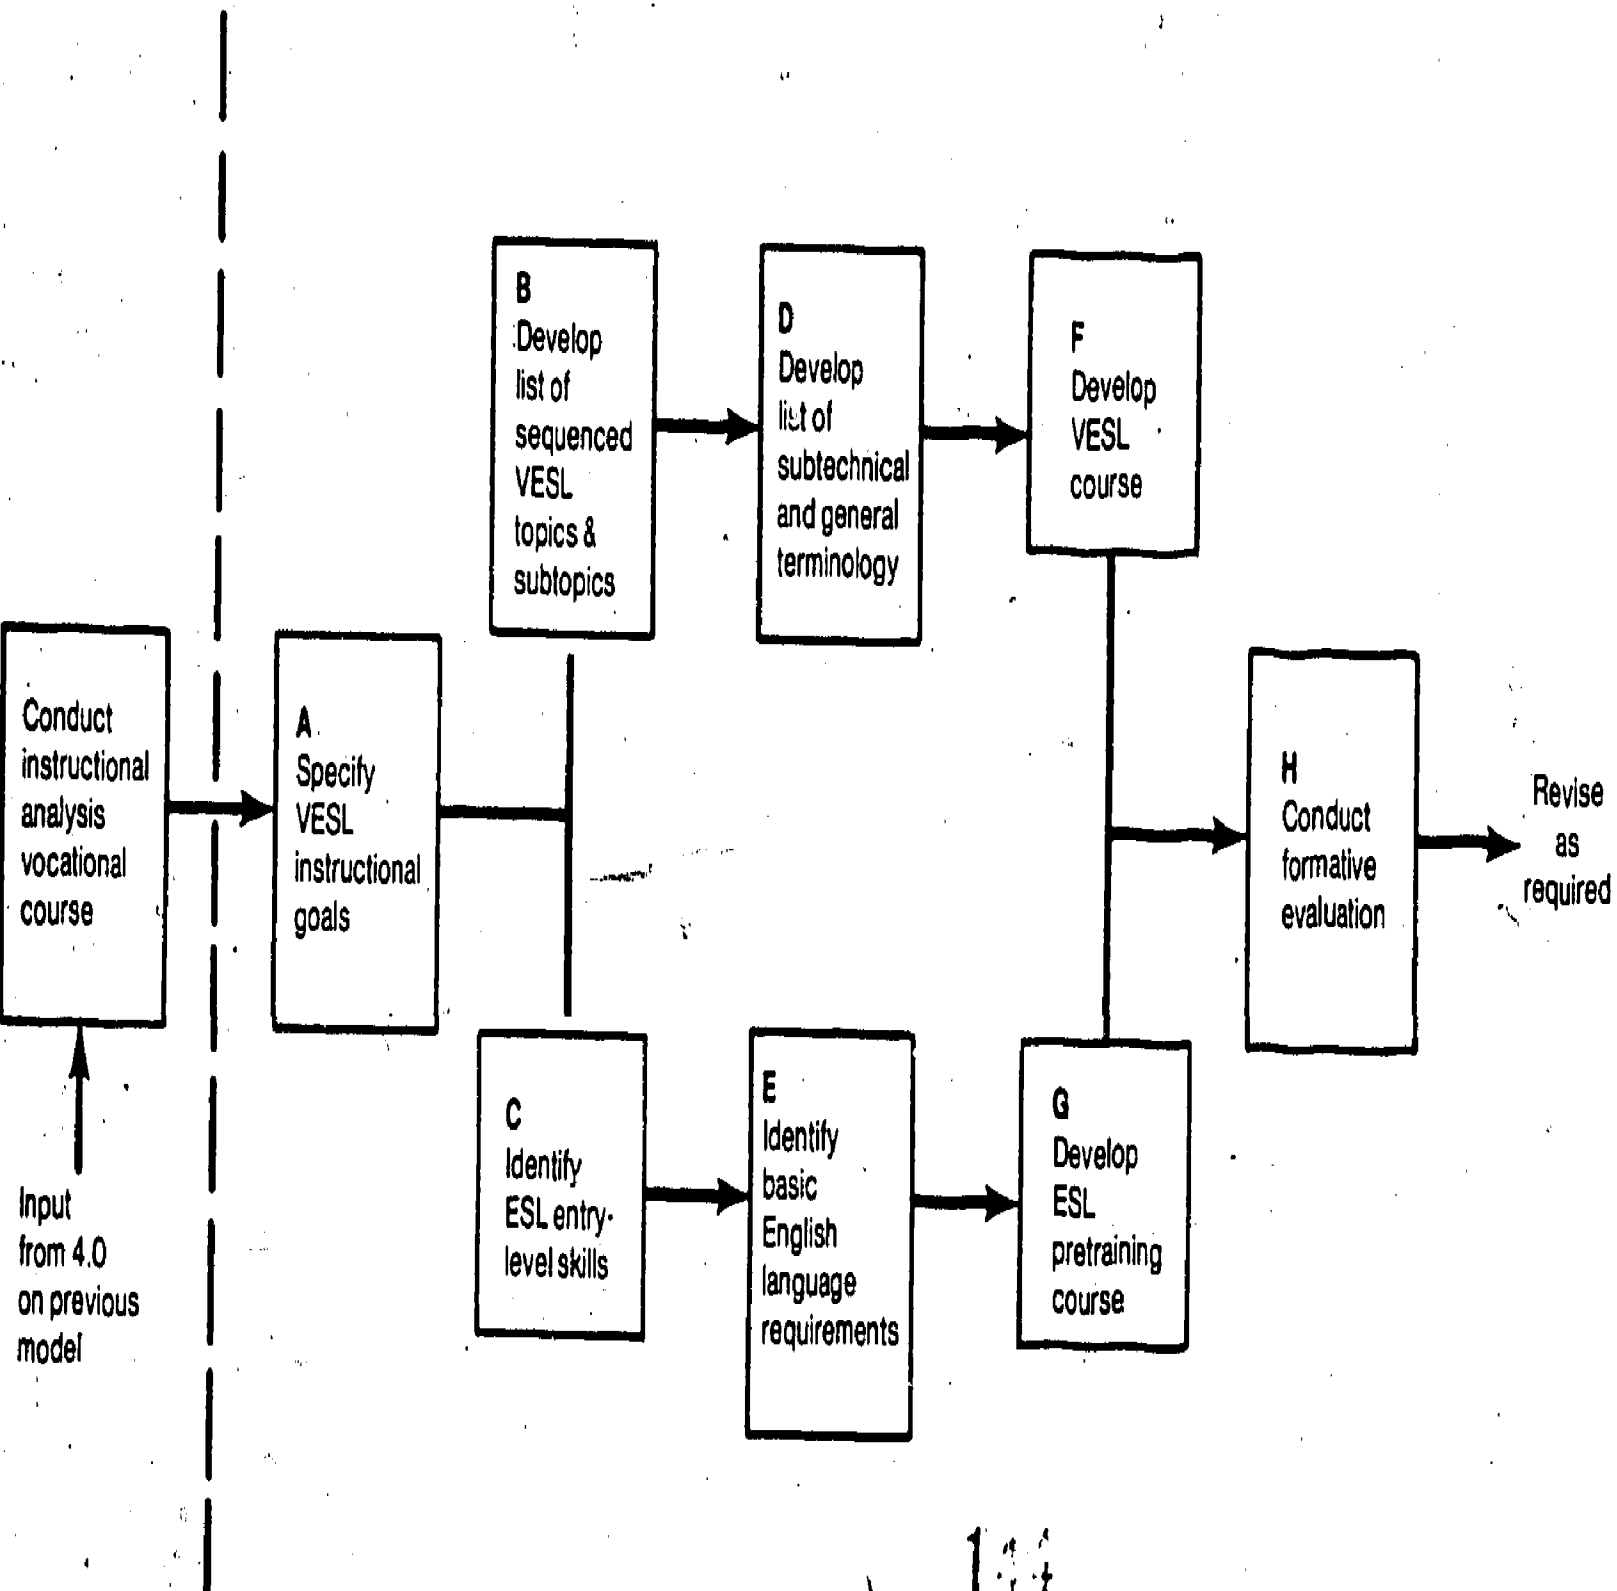 Conduct
instructional
analysis
vocational
course
Input
from 4.0
on previous
model
A
Specify
VESL
instructional
goals
B
Develop
list of
sequenced
VESL
topics &
subtopics
C
Identify
ESL entry-
level skills
D
Develop
list of
subtechnical
and general
terminology
E
Identify
basic
English
language
requirements
F
Develop
VESL
course
G
Develop
ESL
pretraining
course
H
Conduct
formative
evaluation
Revise
as
required